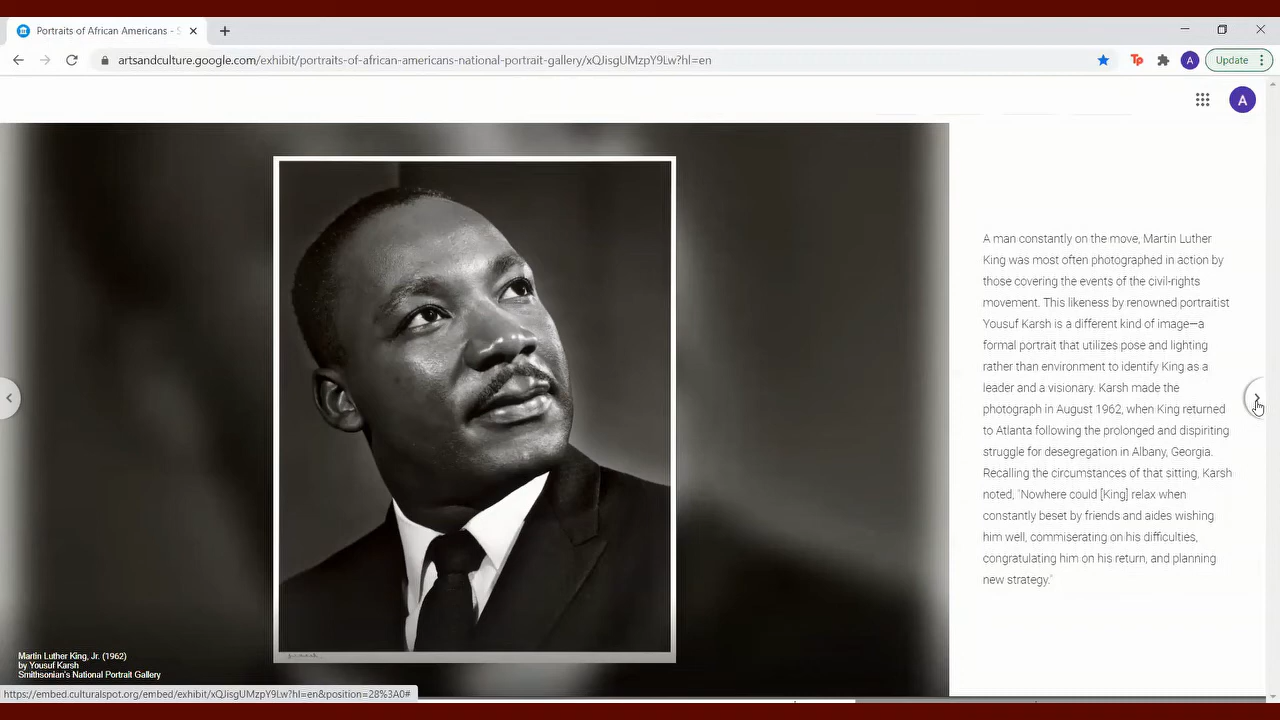 Portraits of African Americans -
artsandculture.google.com/exhibit/portraits-of-african-americans-national-portrait-gallery/xQJisgUMzpY9Lw?hl=en
Tp
A
Update
A
A man constantly on the move, Martin Luther
King was most often photographed in action by
those covering the events of the civil-rights
movement. This likeness by renowned portraitist
Yousuf Karsh is a different kind of image—a
formal portrait that utilizes pose and lighting
rather than environment to identify King as a
leader and a visionary. Karsh made the
photograph in August 1962, when King returned
to Atlanta following the prolonged and dispiriting
struggle for desegregation in Albany, Georgia.
Recalling the circumstances of that sitting, Karsh
noted, "Nowhere could [King] relax when
constantly beset by friends and aides wishing
him well, commiserating on his difficulties,
congratulating him on his return, and planning
new strategy."
Martin Luther King, Jr. (1962)
by Yousuf Karsh
Smithsonian's National Portrait Gallery
https://embed.culturalspot.org/embed/exhibit/xQJisgUMzpY9Lw?hl=en&position=28%3A0#